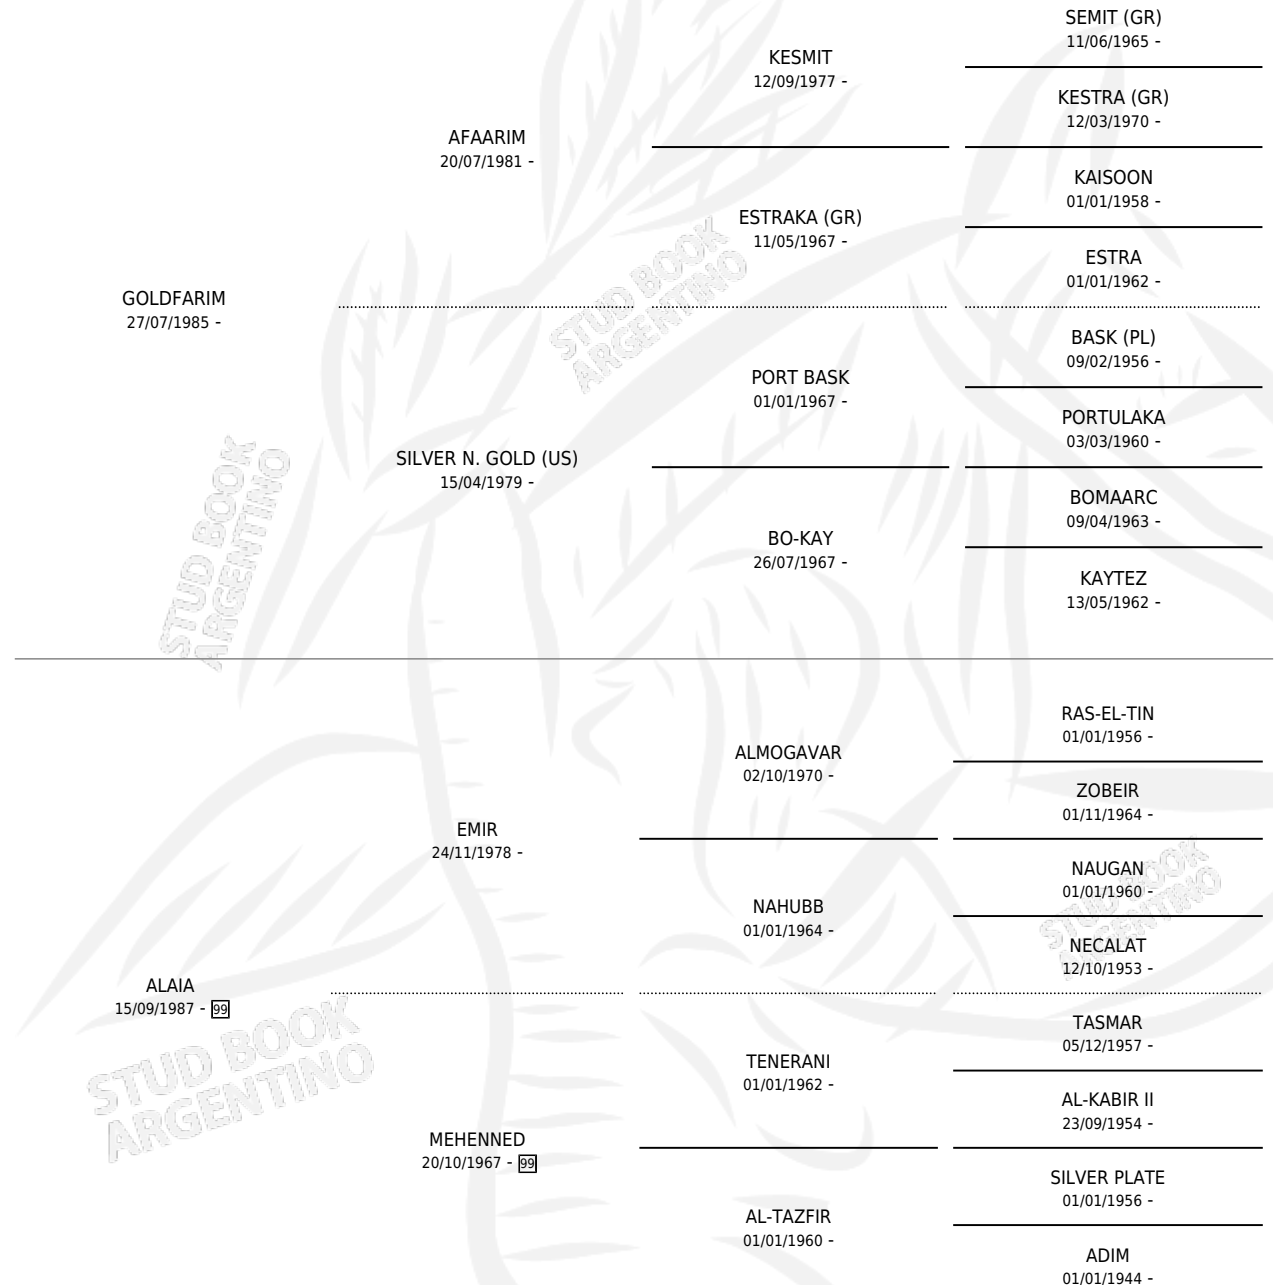 SEMIT (GR)
11/06/1965 -
KESMIT
12/09/1977 -
KESTRA (GR)
12/03/1970 -
AFAARIM
20/07/1981 -
KAISOON
01/01/1958 -
ESTRAKA (GR)
11/05/1967 -
ESTRA
01/01/1962 -
GOLDFARIM
27/07/1985 -
BASK (PL)
09/02/1956 -
PORT BASK
01/01/1967 -
PORTULAKA
03/03/1960 -
SILVER N. GOLD (US)
15/04/1979 -
BOMAARC
09/04/1963 -
BO-KAY
26/07/1967 -
KAYTEZ
13/05/1962 -
STUD BOOK
ARGENTINO
STUD BOOK
ARGENTINO
RAS-EL-TIN
01/01/1956 -
ALMOGAVAR
02/10/1970 -
ZOBEIR
01/11/1964 -
EMIR
24/11/1978 -
NAUGAN
01/01/1960 -
NAHUBB
01/01/1964 -
NECALAT
12/10/1953 -
ALAIA
15/09/1987 - 99
TASMAR
05/12/1957 -
TENERANI
01/01/1962 -
AL-KABIR II
23/09/1954 -
MEHENNED
20/10/1967 - 99
SILVER PLATE
01/01/1956 -
AL-TAZFIR
01/01/1960 -
ADIM
01/01/1944 -
STUD BOOK
ARGENTINO
STUD BOOK
ARGENTINO